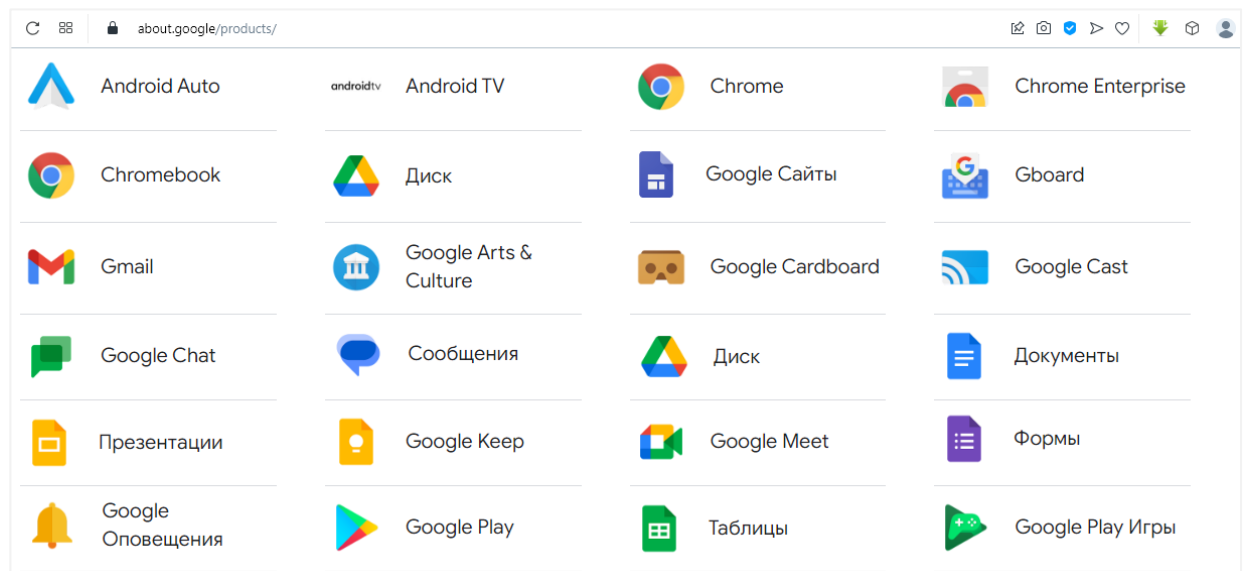 about.google/products/
Android Auto
androidtv
Android TV
Chrome
Chrome Enterprise
Chromebook
Диск
Google Сайты
G
Gboard
Gmail
Google Arts &
Culture
Google Cardboard
Google Cast
Google Chat
Сообщения
Диск
Документы
Презентации
Google Keep
Google Meet
Формы
Google
Оповещения
Google Play
Таблицы
Google Play Игры